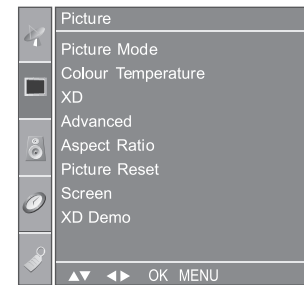 Picture
Picture Mode
Colour Temperature
XD
Advanced
Aspect Ratio
Picture Reset
Screen
XD Demo
▲▼ ◄► OK MENU